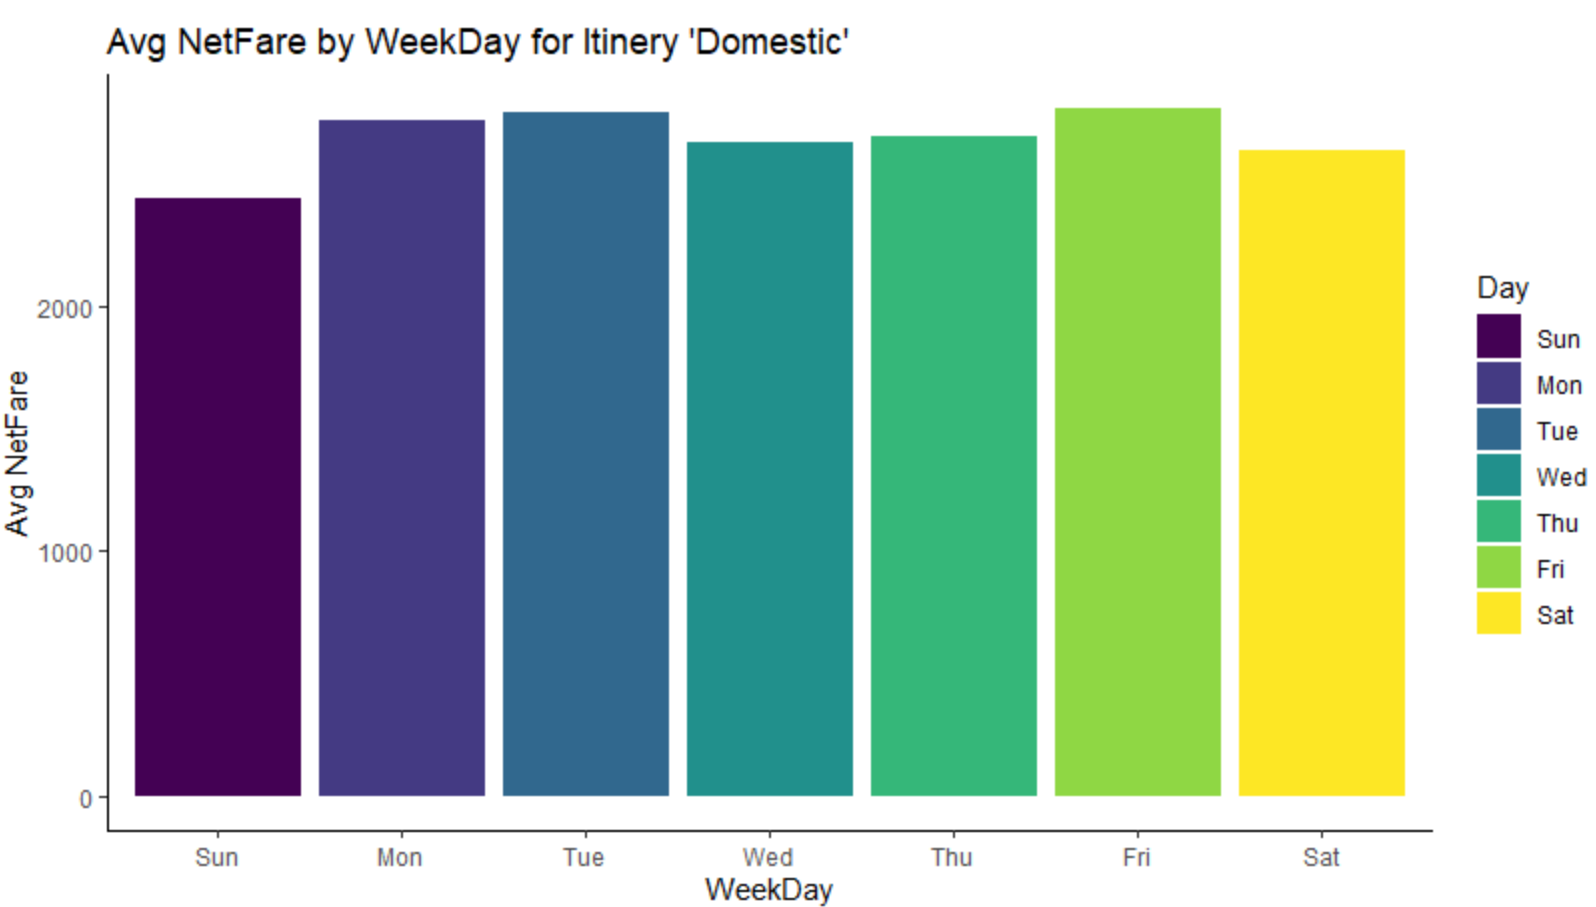 Avg NetFare by WeekDay for Itinery 'Domestic'
Avg NetFare
2000
1000
0
Sun Mon Tue Wed Thu Fri Sat
WeekDay
Day
Sun
Mon
Tue
Wed
Thu
Fri
Sat